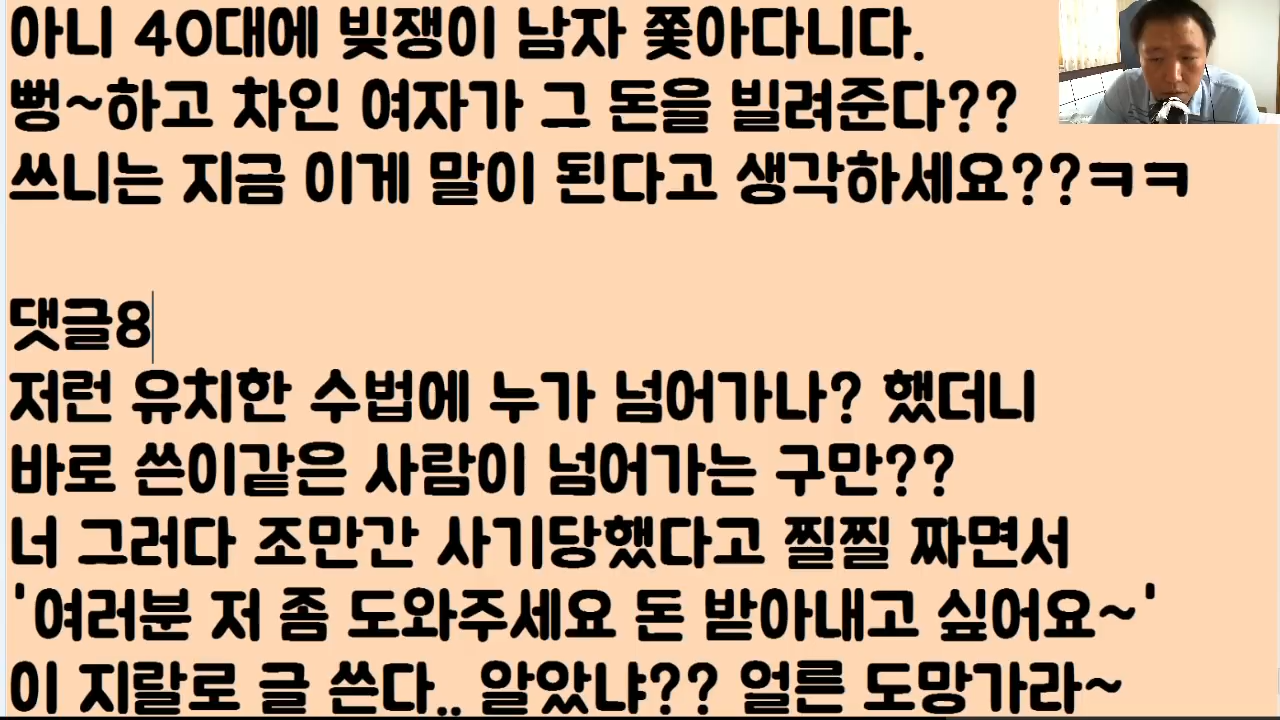 아니 40대에 빚쟁이 남자 쫓아다니다.
뻥~하고 차인 여자가 그 돈을 빌려준다??
쓰니는 지금 이게 말이 된다고 생각하세요??ㅋㅋ
댓글8
저런 유치한 수법에 누가 넘어가나? 했더니
바로 쓴이같은 사람이 넘어가는 구만??
너 그러다 조만간 사기당했다고 찔찔 짜면서
'여러분 저 좀 도와주세요 돈 받아내고 싶어요~'
이 지랄로 글 쓴다.. 알았냐?? 얼른 도망가라~